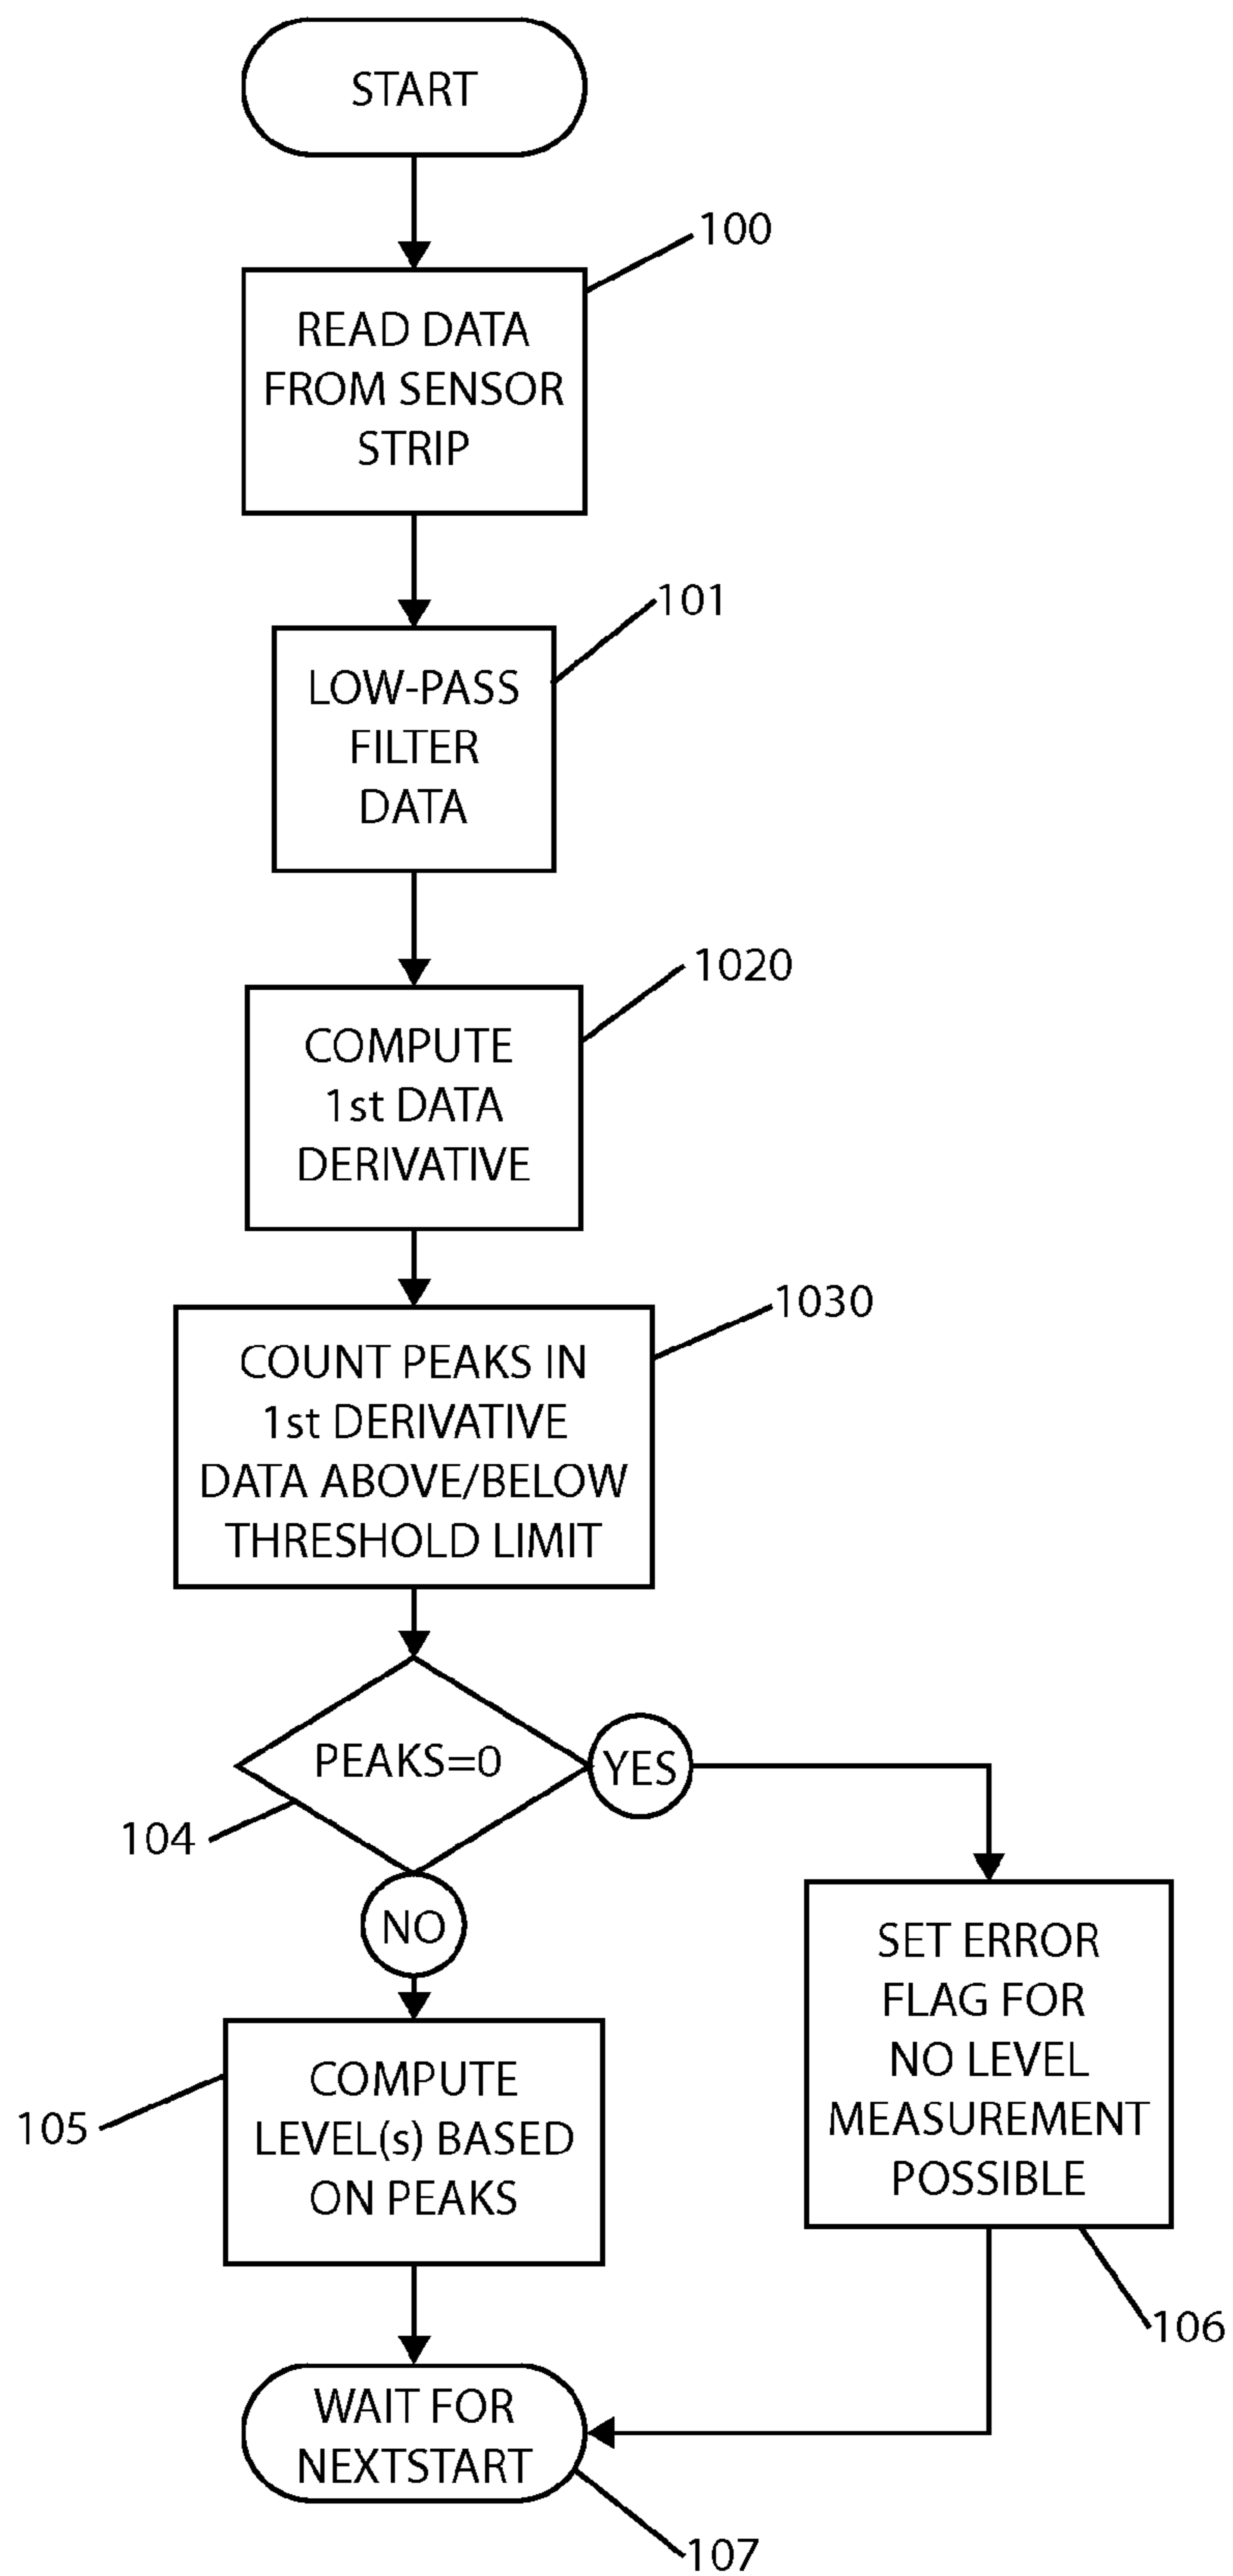 START
100
READ DATA
FROM SENSOR
STRIP
101
LOW-PASS
FILTER
DATA
1020
COMPUTE
1st DATA
DERIVATIVE
1030
COUNT PEAKS IN
1st DERIVATIVE
DATA ABOVE/BELOW
THRESHOLD LIMIT
PEAKS=0
YES
104
NO
SET ERROR
FLAG FOR
NO LEVEL
MEASUREMENT
POSSIBLE
105
COMPUTE
LEVEL(s) BASED
ON PEAKS
106
WAIT FOR
NEXTSTART
107